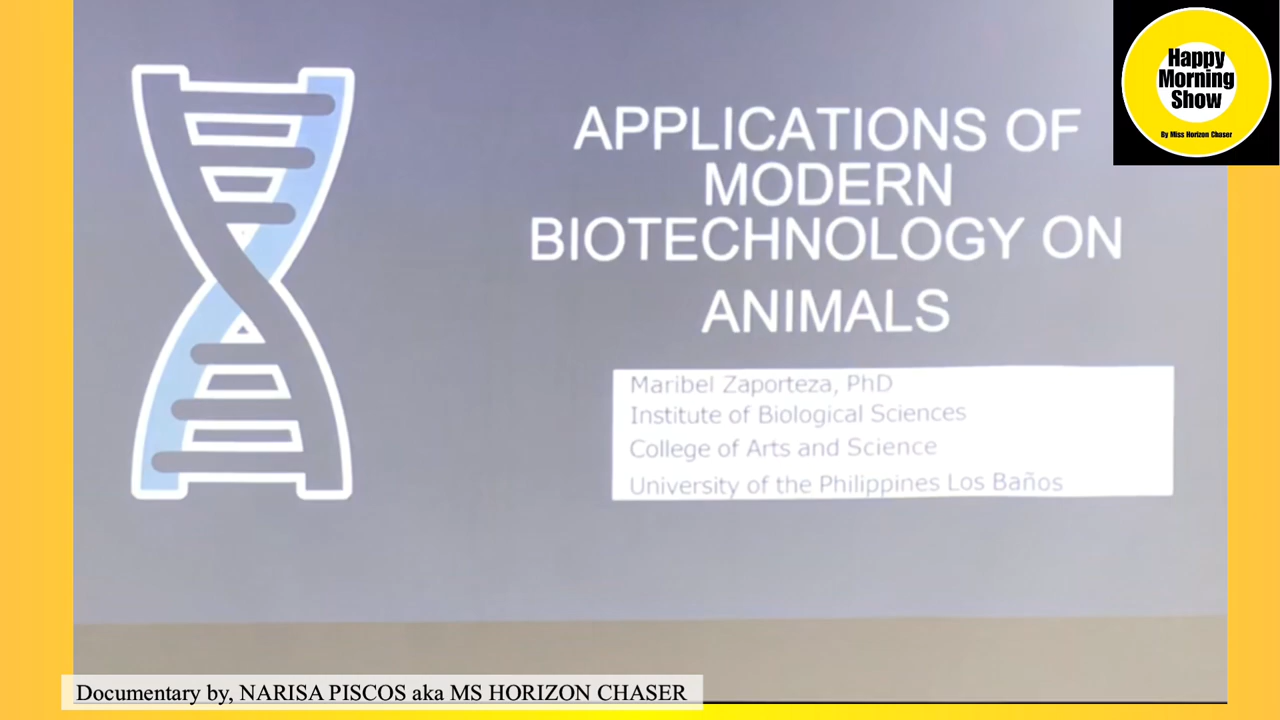 Happy
Morning
Show
By Miss Horizon Chaser
APPLICATIONS OF
MODERN
BIOTECHNOLOGY ON
ANIMALS
Maribel Zaporteza, PhD
Institute of Biological Sciences
College of Arts and Science
University of the Philippines Los Baños
Documentary by, NARISA PISCOS aka MS HORIZON CHASER